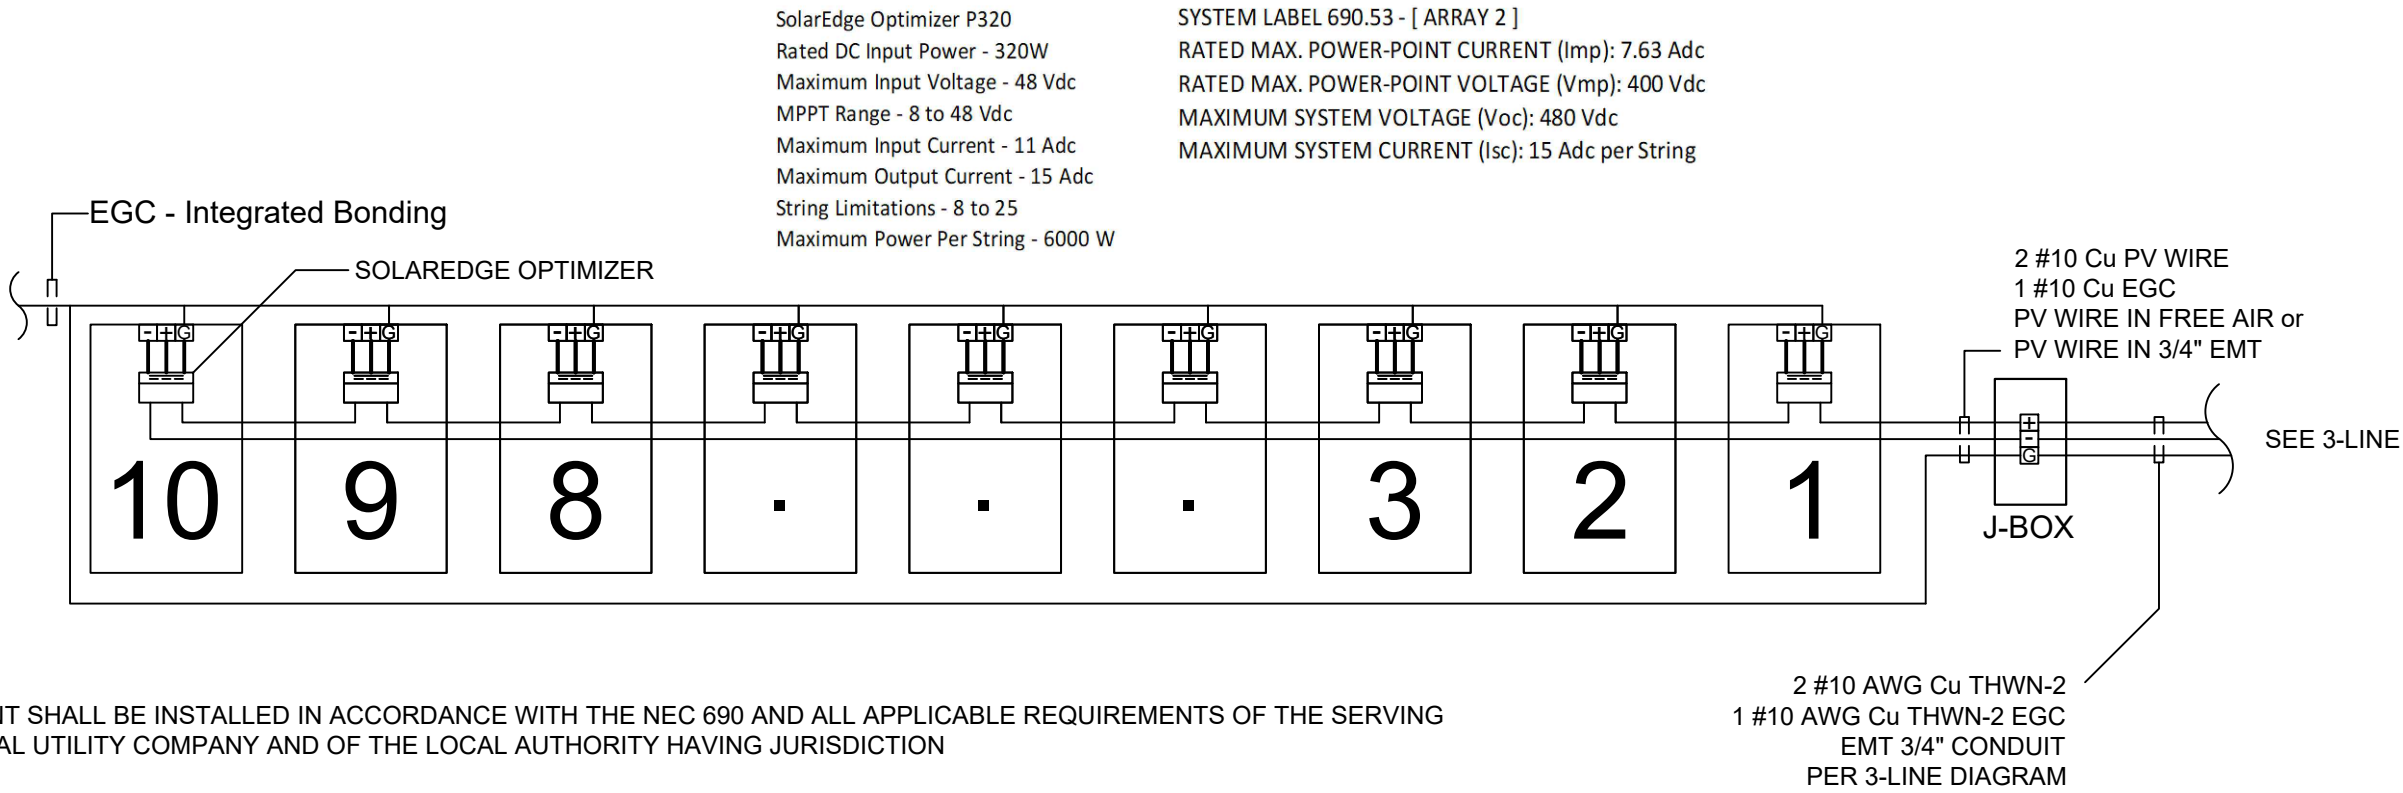 SolarEdge Optimizer P320
Rated DC Input Power - 320W
Maximum Input Voltage - 48 Vdc
MPPT Range - 8 to 48 Vdc
Maximum Input Current - 11 Adc
Maximum Output Current - 15 Adc
String Limitations - 8 to 25
Maximum Power Per String - 6000 W
SYSTEM LABEL 690.53 - [ ARRAY 2 ]
RATED MAX. POWER-POINT CURRENT (Imp): 7.63 Adc
RATED MAX. POWER-POINT VOLTAGE (Vmp): 400 Vdc
MAXIMUM SYSTEM VOLTAGE (Voc): 480 Vdc
MAXIMUM SYSTEM CURRENT (Isc): 15 Adc per String
EGC - Integrated Bonding
SOLAREDGE OPTIMIZER
2 #10 Cu PV WIRE
1 #10 Cu EGC
PV WIRE IN FREE AIR or
PV WIRE IN 3/4" EMT
- + G - + G - + G - + G - + G - + G - + G - + G - + G
10 9 8 . . . 3 2 1
+
-
G
J-BOX
SEE 3-LINE
2 #10 AWG Cu THWN-2
1 #10 AWG Cu THWN-2 EGC
EMT 3/4" CONDUIT
PER 3-LINE DIAGRAM
NT SHALL BE INSTALLED IN ACCORDANCE WITH THE NEC 690 AND ALL APPLICABLE REQUIREMENTS OF THE SERVING
AL UTILITY COMPANY AND OF THE LOCAL AUTHORITY HAVING JURISDICTION